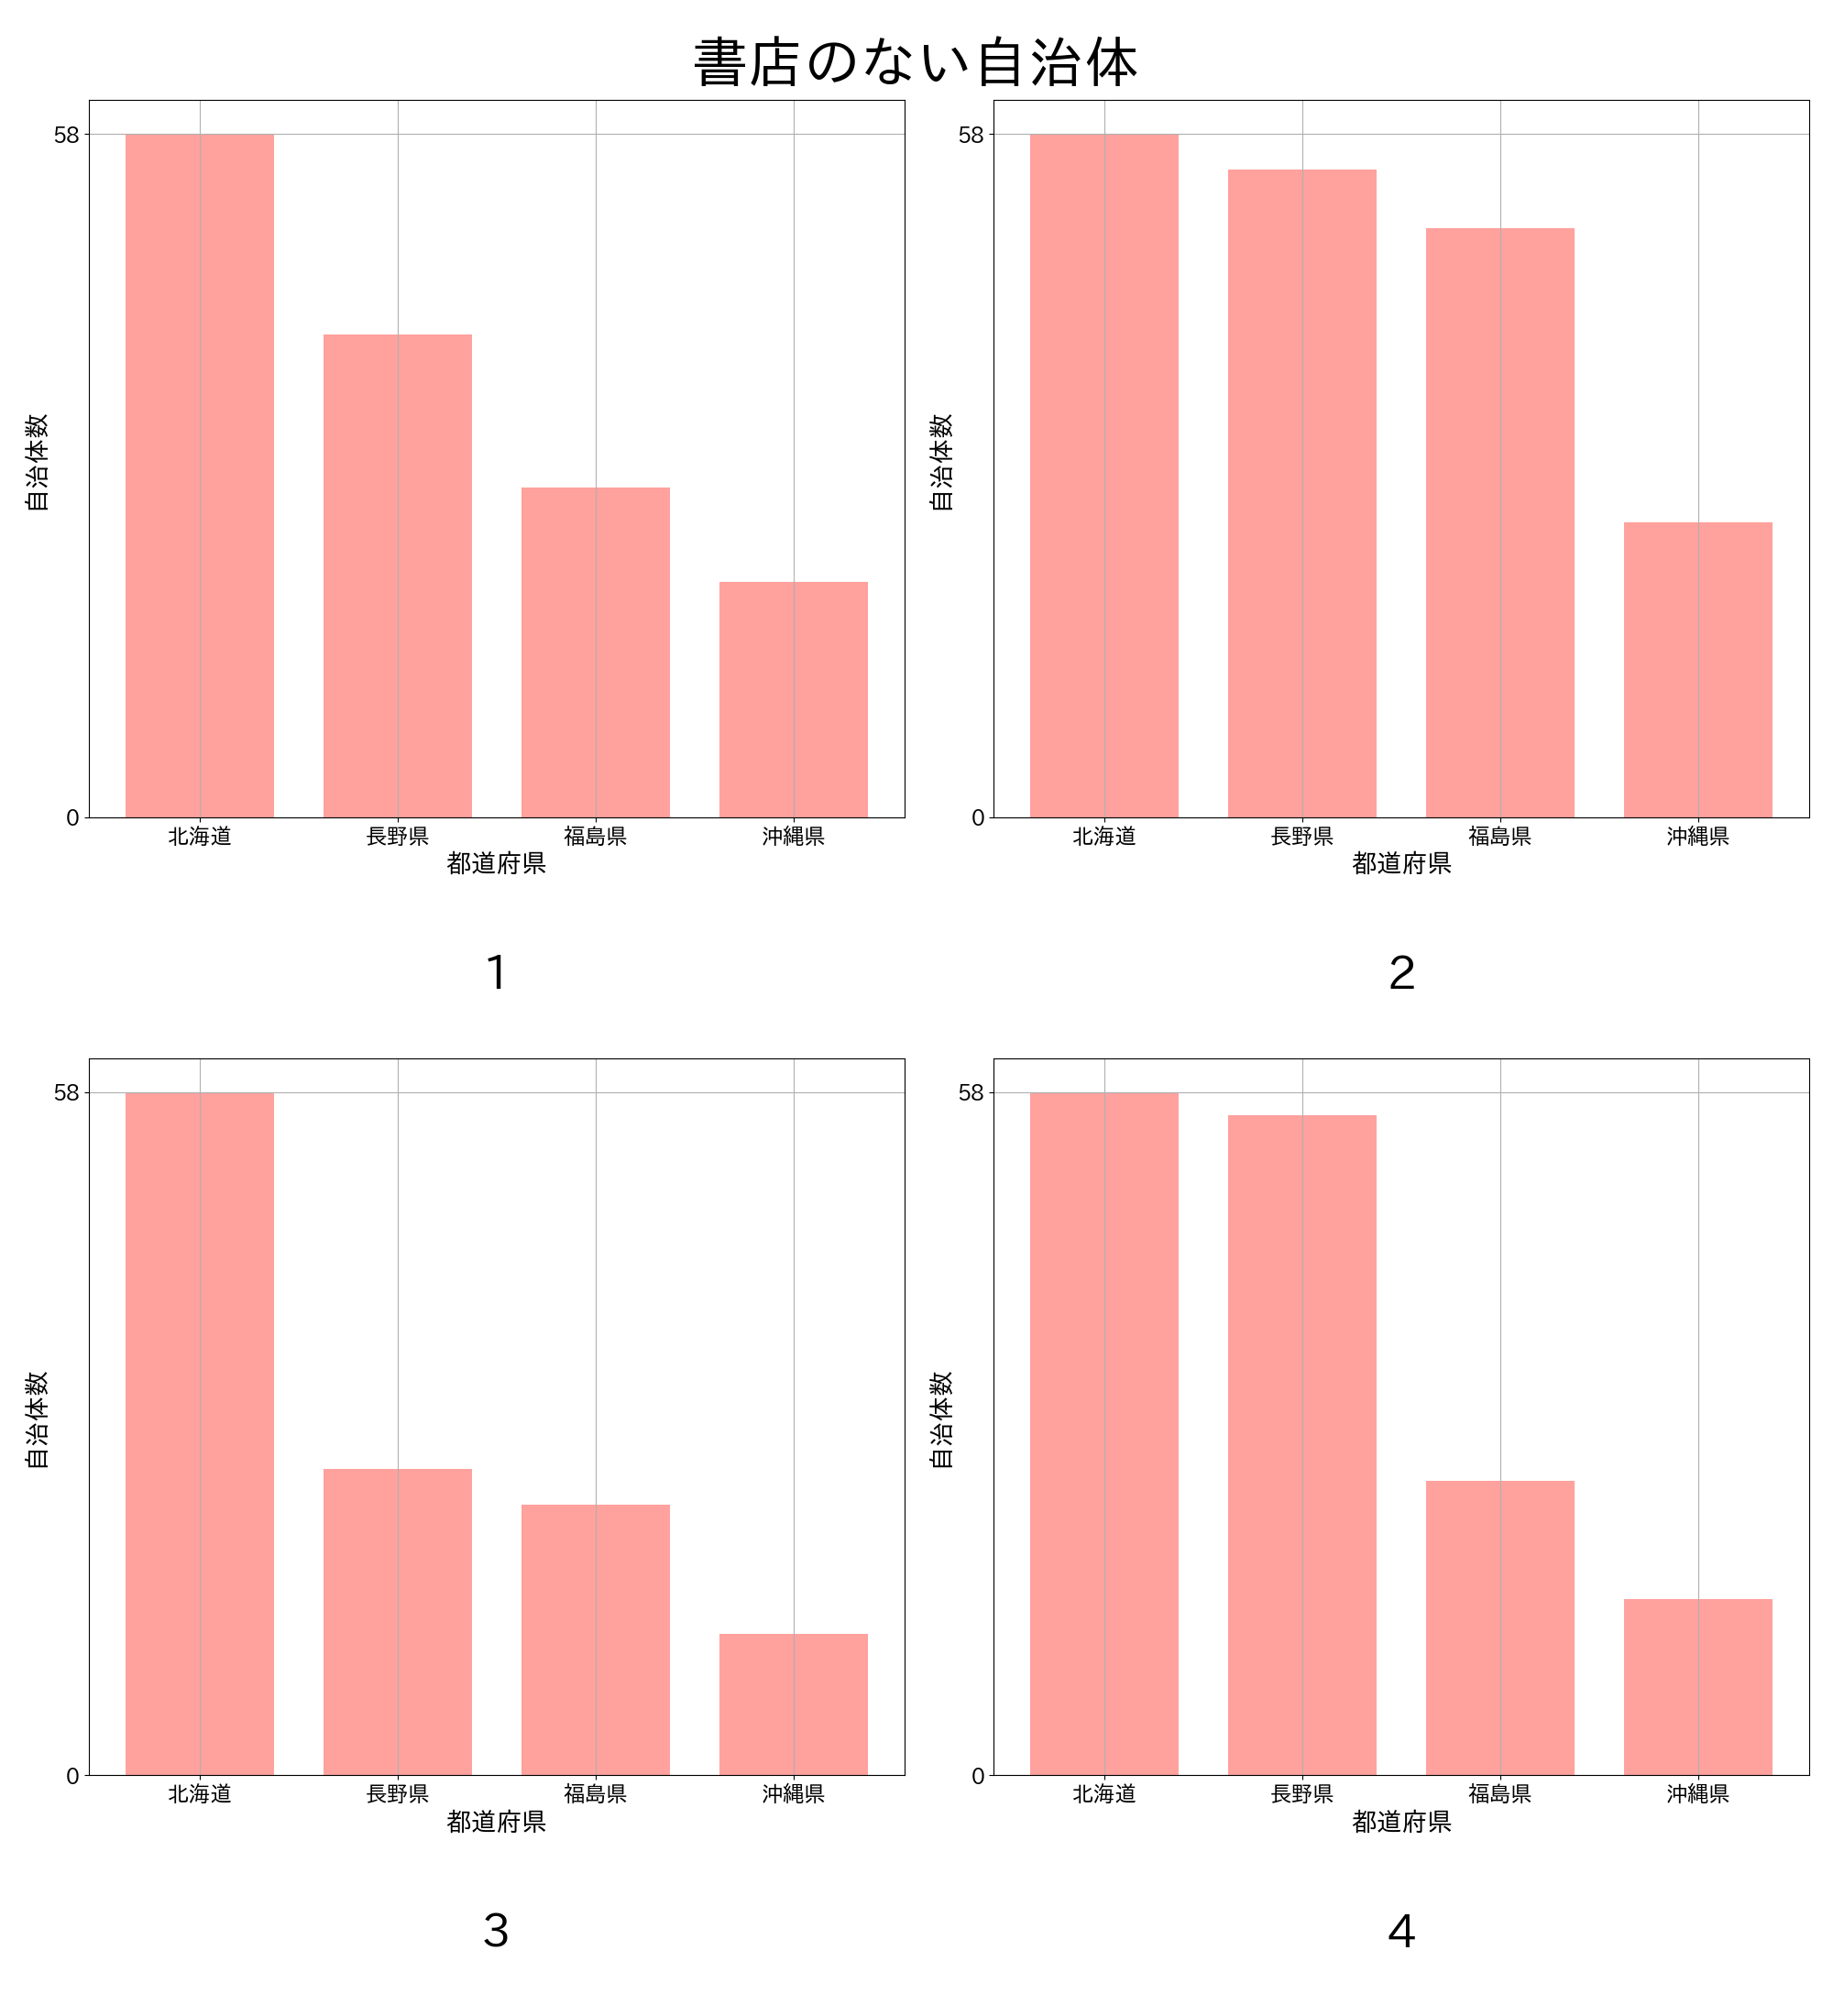 書店のない自治体
58
0
自治体数
北海道 長野県 福島県 沖縄県
都道府県
1
58
0
自治体数
北海道 長野県 福島県 沖縄県
都道府県
2
58
0
自治体数
北海道 長野県 福島県 沖縄県
都道府県
3
58
0
自治体数
北海道 長野県 福島県 沖縄県
都道府県
4